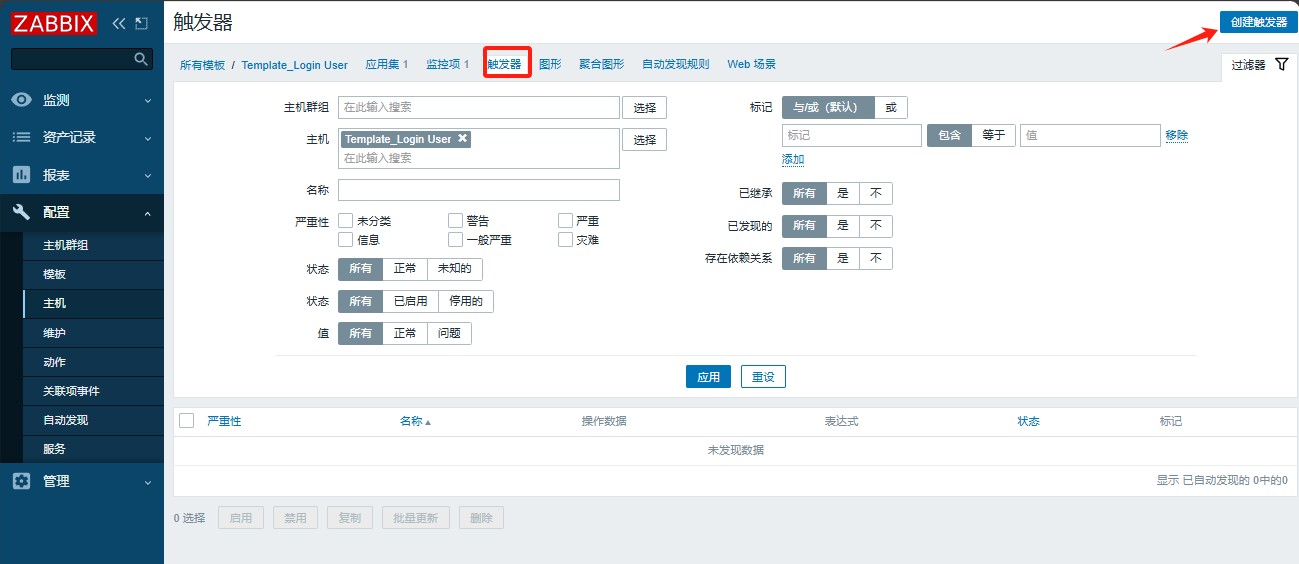 ZABBIX
监测
资产记录
报表
配置
主机群组
模板
主机
维护
动作
关联项事件
自动发现
服务
管理
触发器
创建触发器
所有模板 / Template_Login User 应用集 1 监控项 1 触发器 图形 聚合图形 自动发现规则 Web 场景
过滤器
主机群组 在此输入搜索 选择
主机 Template_Login User 选择
在此输入搜索
名称
严重性 未分类 警告 严重
信息 一般严重 灾难
状态 所有 正常 未知的
状态 所有 已启用 停用的
值 所有 正常 问题
标记 与/或（默认） 或
标记 包含 等于 值 移除
添加
已继承 所有 是 不
已发现的 所有 是 不
存在依赖关系 所有 是 不
应用 重设
严重性 名称 操作数据 表达式 状态 标记
未发现数据
显示 已自动发现的 0中的0
0 选择 启用 禁用 复制 批量更新 删除